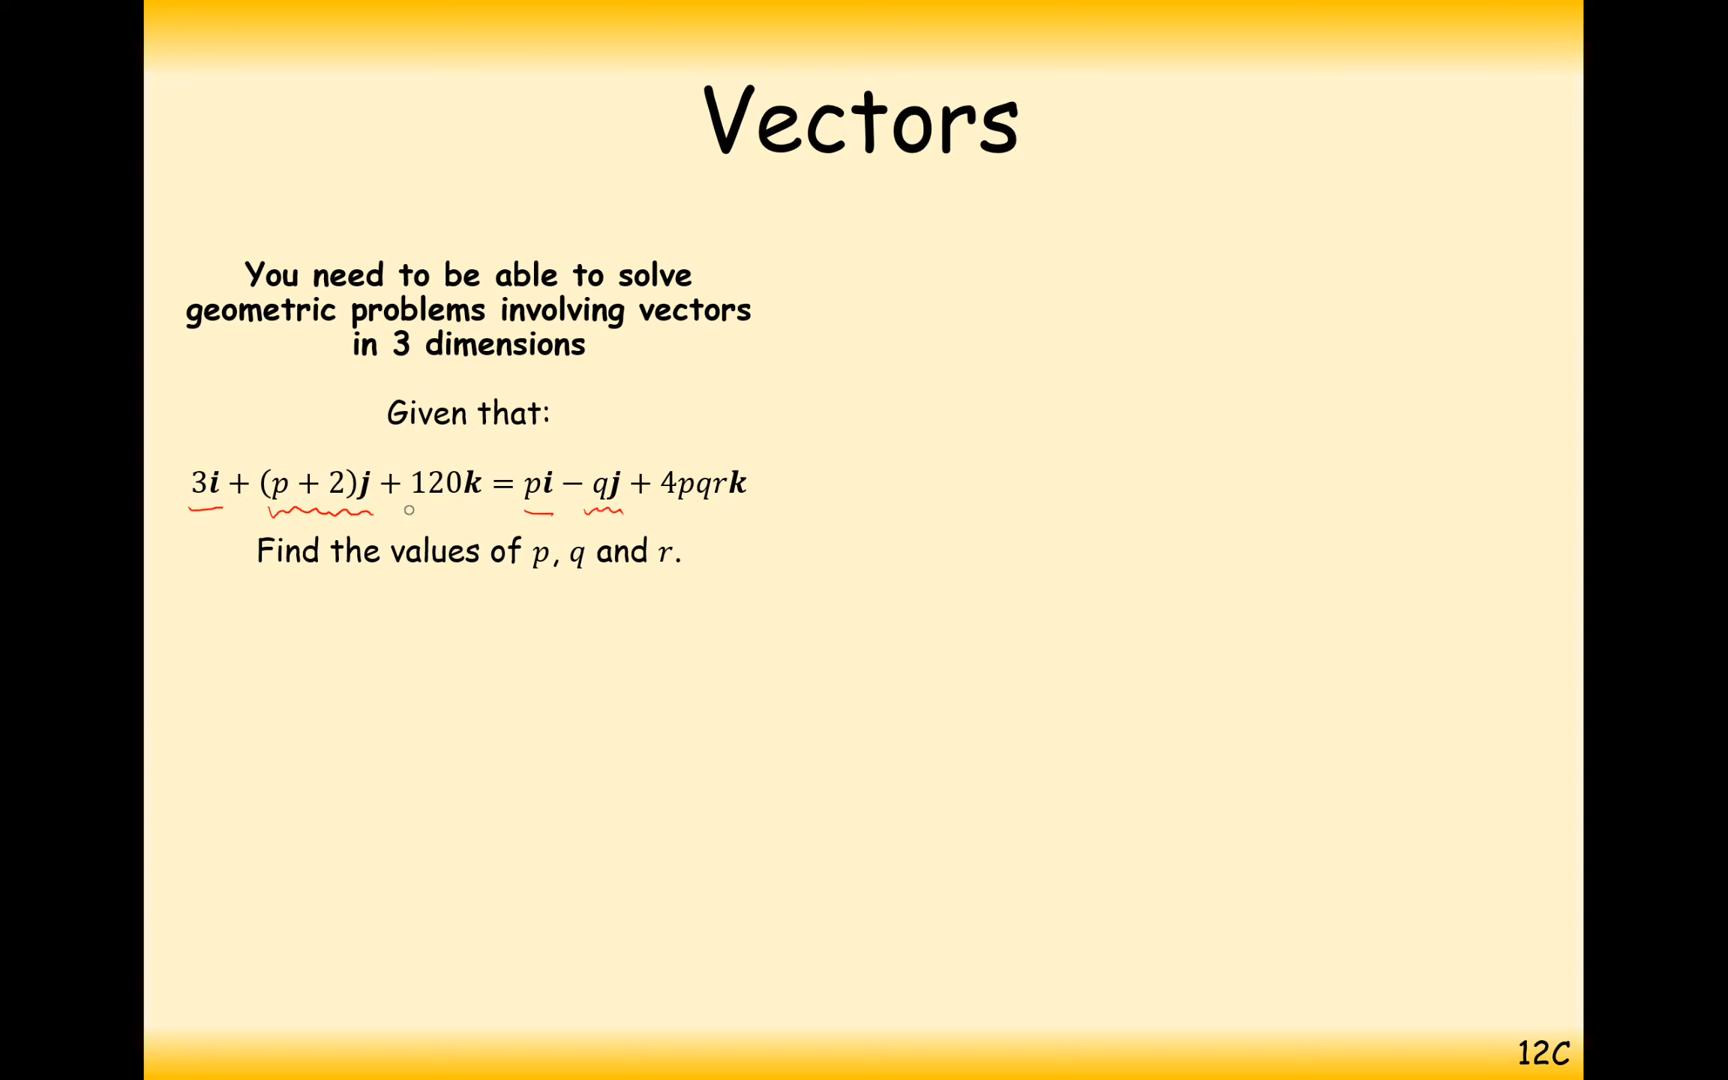 Vectors
You need to be able to solve
geometric problems involving vectors
in 3 dimensions
Given that:
3𝒊 + (𝑝 + 2)𝒋 + 120𝒌 = 𝑝𝒊 − 𝑞𝒋 + 4𝑝𝑞𝑟𝒌
Find the values of 𝑝, 𝑞 and 𝑟.
12C